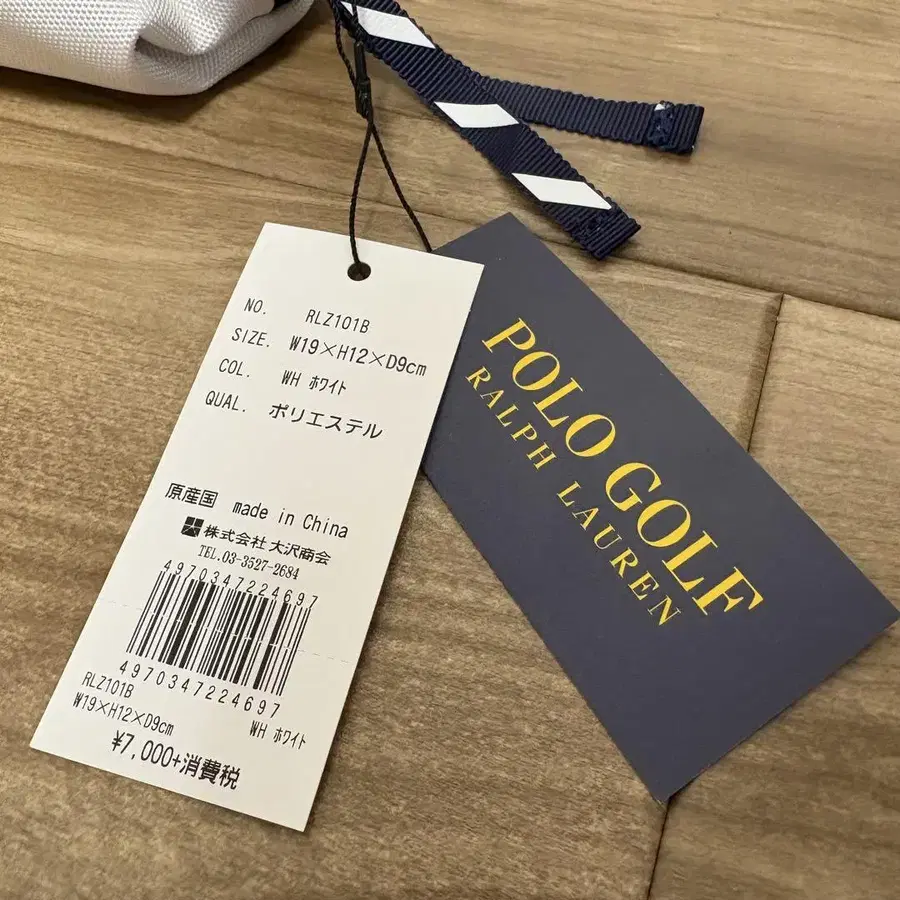 NO. RLZ101B
SIZE. W19×H12×D9cm
COL. WH ホワイト
QUAL. ポリエステル
原産国 made in China
株式会社 大沢商会
TEL.03-3527-2684
4970347224697
4970347224697
RLZ101B
W19×H12×D9cm
WH ホワイト
¥7,000+消費税
POLO GOLF
RALPH LAUREN